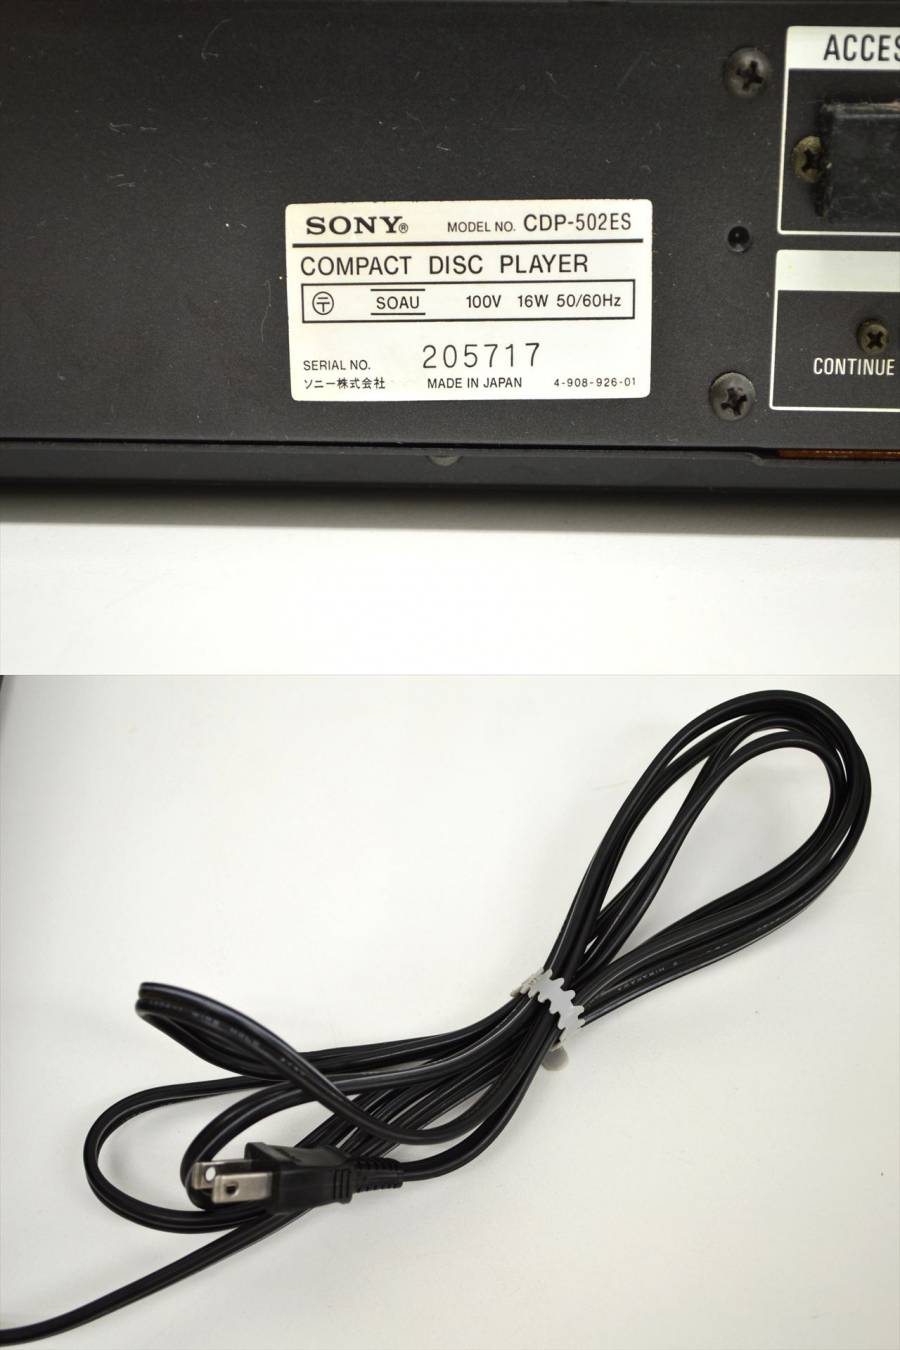 SONY® MODEL NO. CDP-502ES
COMPACT DISC PLAYER
〒 SOAU 100V 16W 50/60Hz
SERIAL NO. 205717
ソニー株式会社 MADE IN JAPAN 4-908-926-01
CONTINUE